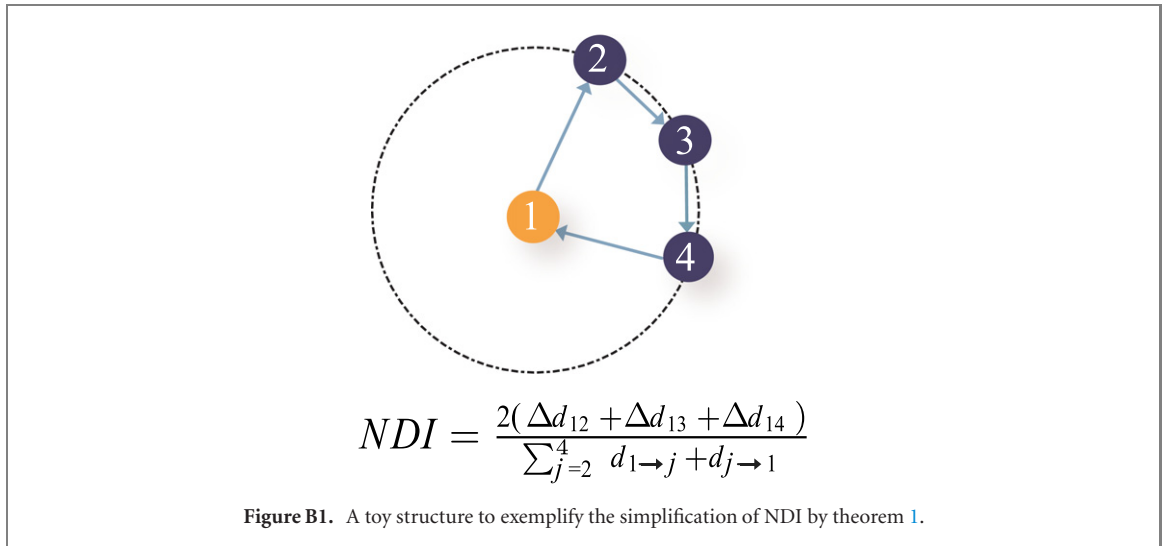 2
3
1
4
NDI = 2( Δd₁₂ + Δd₁₃ + Δd₁₄ ) / ∑⁴ⱼ₌₂ d₁→ⱼ + dⱼ→₁
Figure B1. A toy structure to exemplify the simplification of NDI by theorem 1.